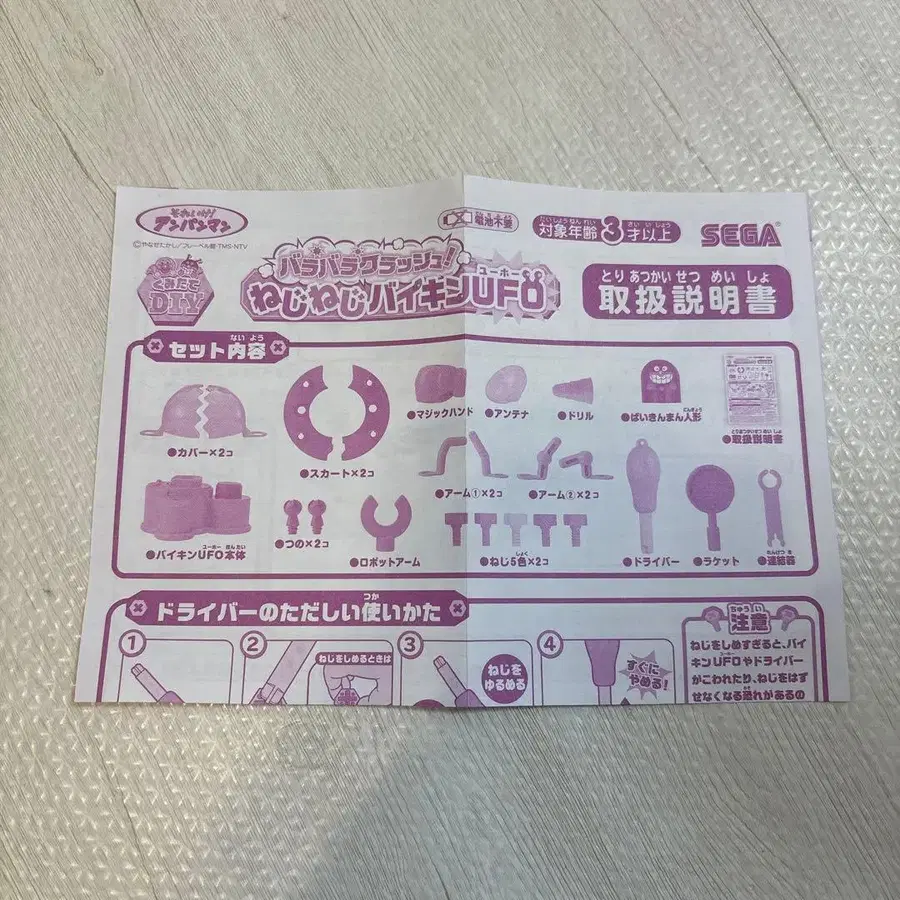 それいけ!
アンパンマン
©やなせたかし/フレーベル館・TMS・NTV
電池不要
たいしょうねんれい さいいじょう
対象年齢3才以上
SEGA
くみたて
DIY
バラバラクラッシュ!
ユーホー
ねじねじバイキンUFO
とりあつかいせつめいしょ
取扱説明書
ないよう
セット内容
●カバー×2コ
●スカート×2コ
●マジックハンド
●アンテナ
●ドリル
にんぎょう
●ばいきんまん人形
とりあつかいせつめいしょ
●取扱説明書
●アーム①×2コ
●アーム②×2コ
ユーホー ほんたい
●バイキンUFO本体
●つの×2コ
●ロボットアーム
しょく
●ねじ5色×2コ
●ドライバー
●ラケット
れんけつき
●連結器
つか
ドライバーのただしい使いかた
1
2
ねじをしめるときは
3
ねじを
ゆるめる
4
すぐに
やめる!
ちゅうい
注意
ねじをしめすぎると、バイ
ユーホー
キンUFOやドライバー
がこわれたり、ねじをはず
せなくなる恐れがあるの